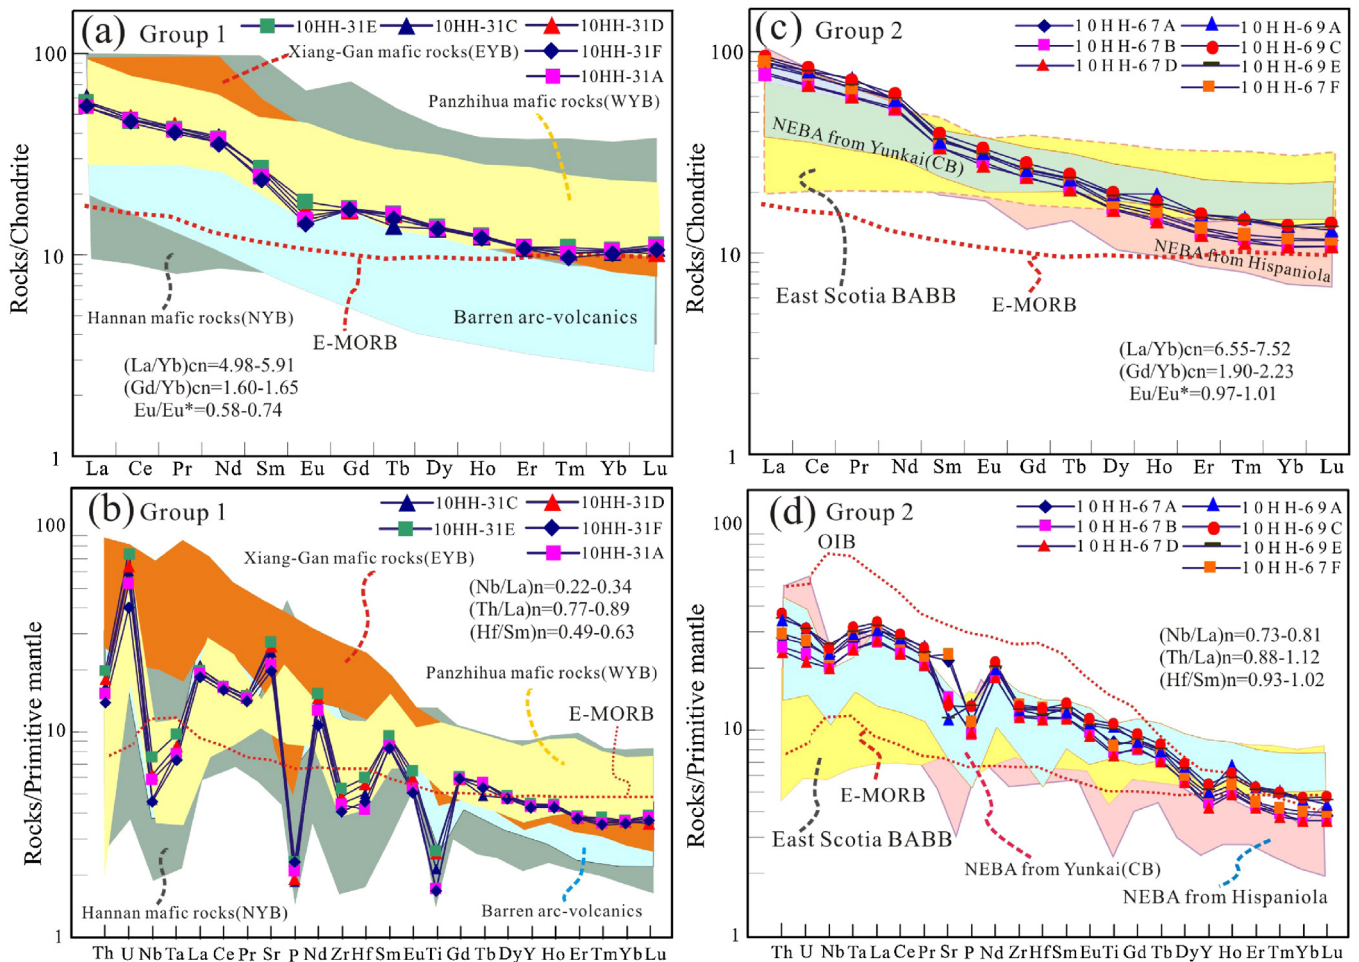 (a) Group 1
10HH-31E 10HH-31C 10HH-31D
10HH-31F
10HH-31A
Xiang-Gan mafic rocks(EYB)
Panzhihua mafic rocks(WYB)
Rocks/Chondrite
100
10
1
Hannan mafic rocks(NYB)
E-MORB
Barren arc-volcanics
(La/Yb)cn=4.98-5.91
(Gd/Yb)cn=1.60-1.65
Eu/Eu*=0.58-0.74
La Ce Pr Nd Sm Eu Gd Tb Dy Ho Er Tm Yb Lu
(c) Group 2
10HH-67A 10HH-69A
10HH-67B 10HH-69C
10HH-67D 10HH-69E
10HH-67F
Rocks/Chondrite
100
10
1
NEBA from Yunkai(CB)
NEBA from Hispaniola
East Scotia BABB
E-MORB
(La/Yb)cn=6.55-7.52
(Gd/Yb)cn=1.90-2.23
Eu/Eu*=0.97-1.01
La Ce Pr Nd Sm Eu Gd Tb Dy Ho Er Tm Yb Lu
(b) Group 1
10HH-31C 10HH-31D
10HH-31E 10HH-31F
10HH-31A
Xiang-Gan mafic rocks(EYB)
(Nb/La)n=0.22-0.34
(Th/La)n=0.77-0.89
(Hf/Sm)n=0.49-0.63
Panzhihua mafic rocks(WYB)
E-MORB
Rocks/Primitive mantle
100
10
1
Hannan mafic rocks(NYB)
Barren arc-volcanics
Th U Nb Ta La Ce Pr Sr P Nd Zr Hf Sm Eu Ti Gd Tb Dy Y Ho Er Tm Yb Lu
(d) Group 2
10HH-67A 10HH-69A
10HH-67B 10HH-69C
10HH-67D 10HH-69E
10HH-67F
OIB
(Nb/La)n=0.73-0.81
(Th/La)n=0.88-1.12
(Hf/Sm)n=0.93-1.02
Rocks/Primitive mantle
100
10
1
E-MORB
East Scotia BABB
NEBA from Yunkai(CB)
NEBA from Hispaniola
Th U Nb Ta La Ce Pr Sr P Nd Zr Hf Sm Eu Ti Gd Tb Dy Y Ho Er Tm Yb Lu